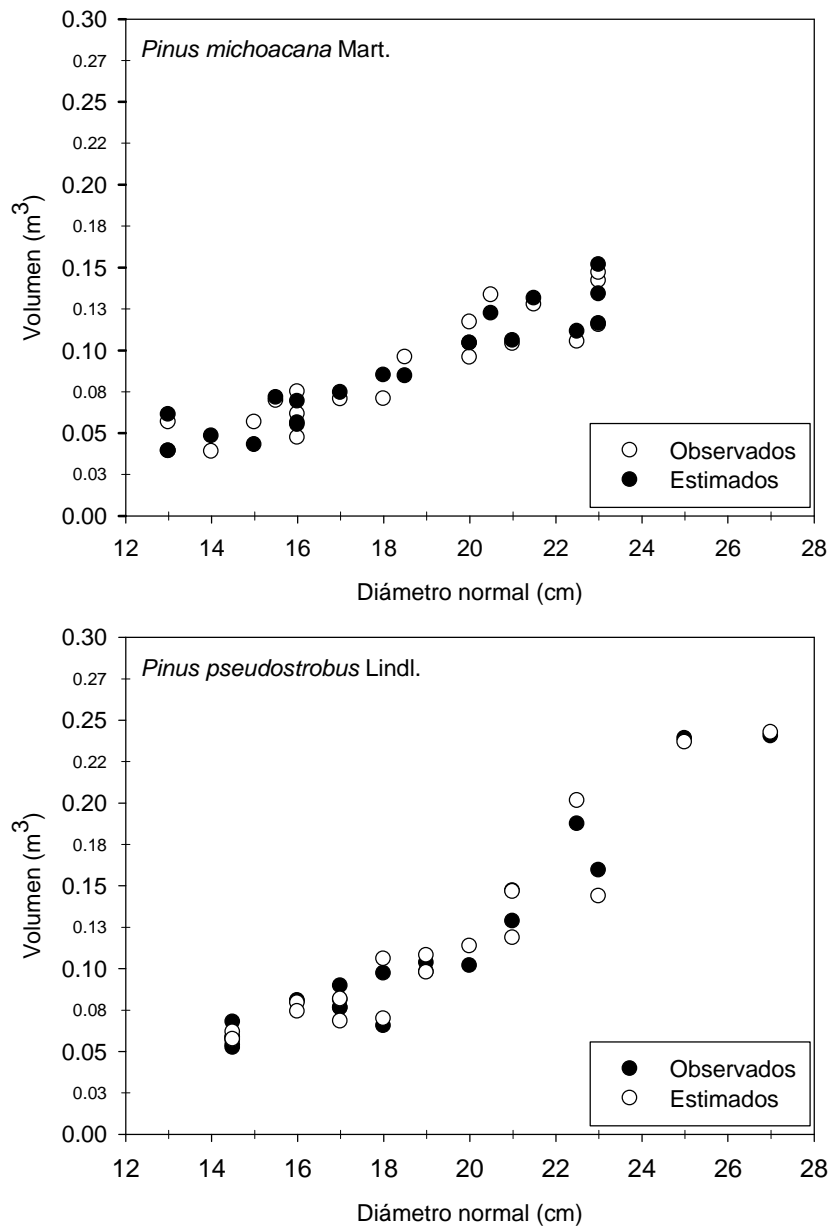 Pinus michoacana Mart.
Volumen (m3)
0.30
0.27
0.25
0.22
0.20
0.18
0.15
0.13
0.10
0.08
0.05
0.03
0.00
Observados
Estimados
12 14 16 18 20 22 24 26 28
Diámetro normal (cm)
Pinus pseudostrobus Lindl.
Volumen (m3)
0.30
0.27
0.25
0.22
0.20
0.18
0.15
0.13
0.10
0.08
0.05
0.03
0.00
Observados
Estimados
12 14 16 18 20 22 24 26 28
Diámetro normal (cm)